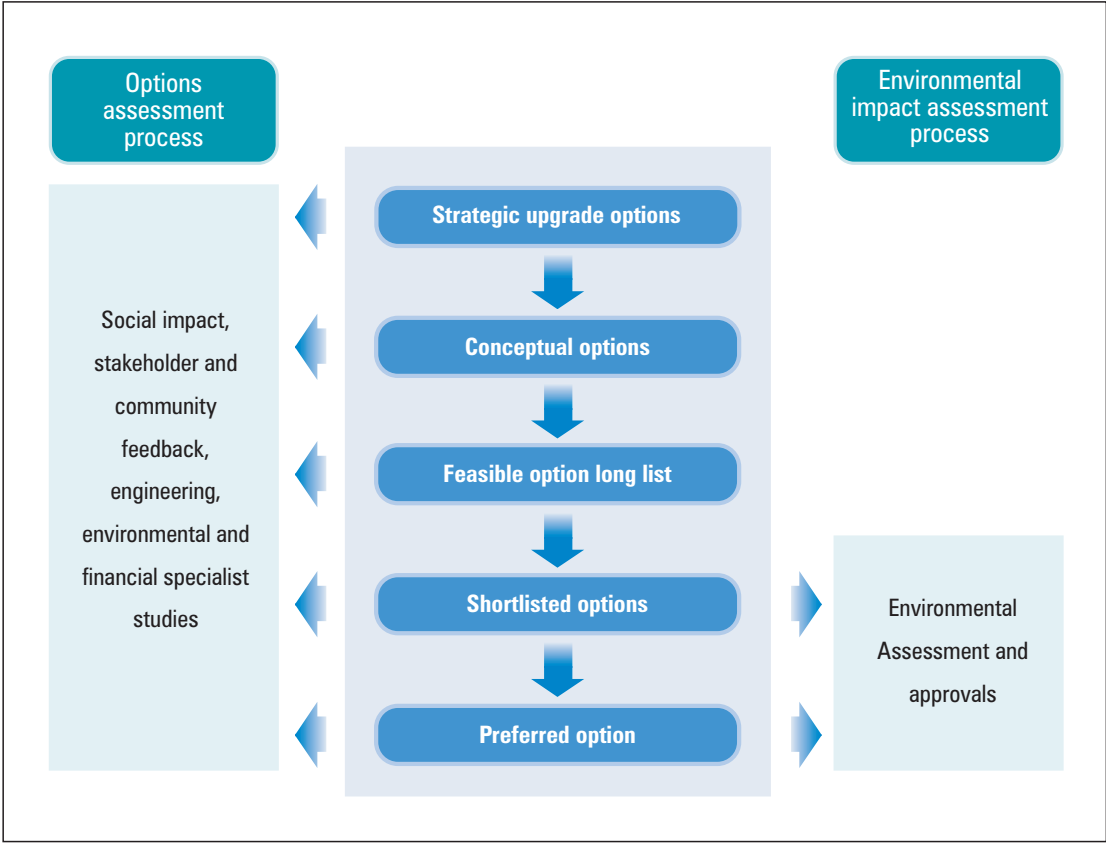 Options
assessment
process
Environmental
impact assessment
process
Strategic upgrade options
Conceptual options
Feasible option long list
Shortlisted options
Preferred option
Social impact,
stakeholder and
community
feedback,
engineering,
environmental and
financial specialist
studies
Environmental
Assessment and
approvals